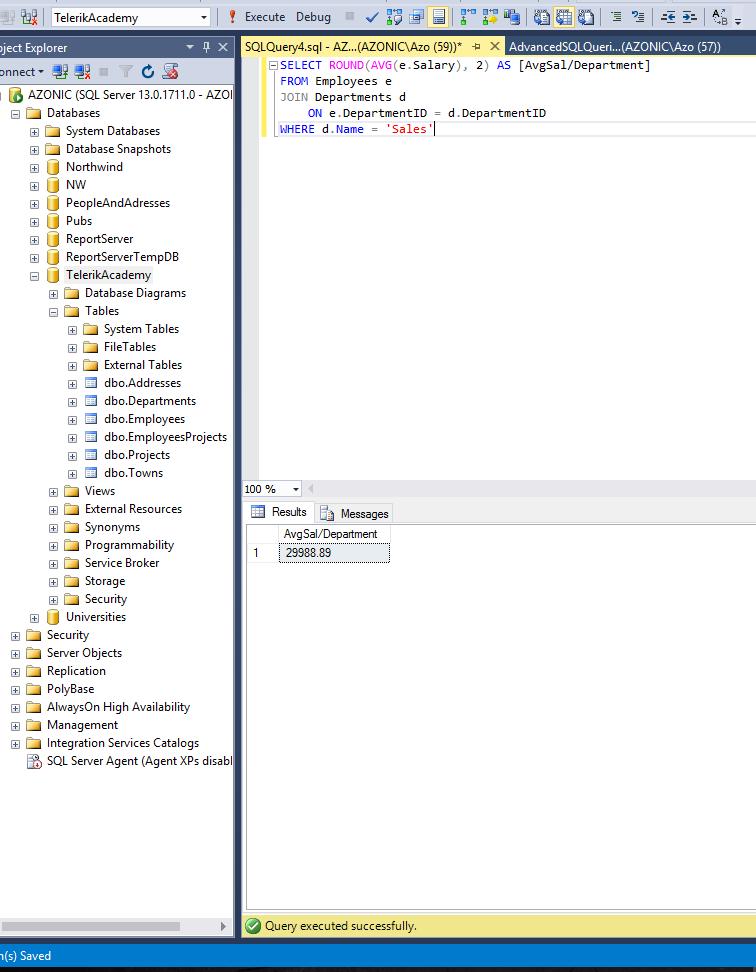 TelerikAcademy
Execute
Debug
ject Explorer
onnect
AZONIC (SQL Server 13.0.1711.0 - AZOI
Databases
System Databases
Database Snapshots
Northwind
NW
PeopleAndAdresses
Pubs
ReportServer
ReportServerTempDB
TelerikAcademy
Database Diagrams
Tables
System Tables
FileTables
External Tables
dbo.Addresses
dbo.Departments
dbo.Employees
dbo.EmployeesProjects
dbo.Projects
dbo.Towns
Views
External Resources
Synonyms
Programmability
Service Broker
Storage
Security
Universities
Security
Server Objects
Replication
PolyBase
AlwaysOn High Availability
Management
Integration Services Catalogs
SQL Server Agent (Agent XPs disabl
SQLQuery4.sql - AZ...(AZONIC\Azo (59))*
AdvancedSQLQueri...(AZONIC\Azo (57))
SELECT ROUND(AVG(e.Salary), 2) AS [AvgSal/Department]
FROM Employees e
JOIN Departments d
ON e.DepartmentID = d.DepartmentID
WHERE d.Name = 'Sales'
100 %
Results
Messages
AvgSal/Department
1 29988.89
Query executed successfully.
n(s) Saved